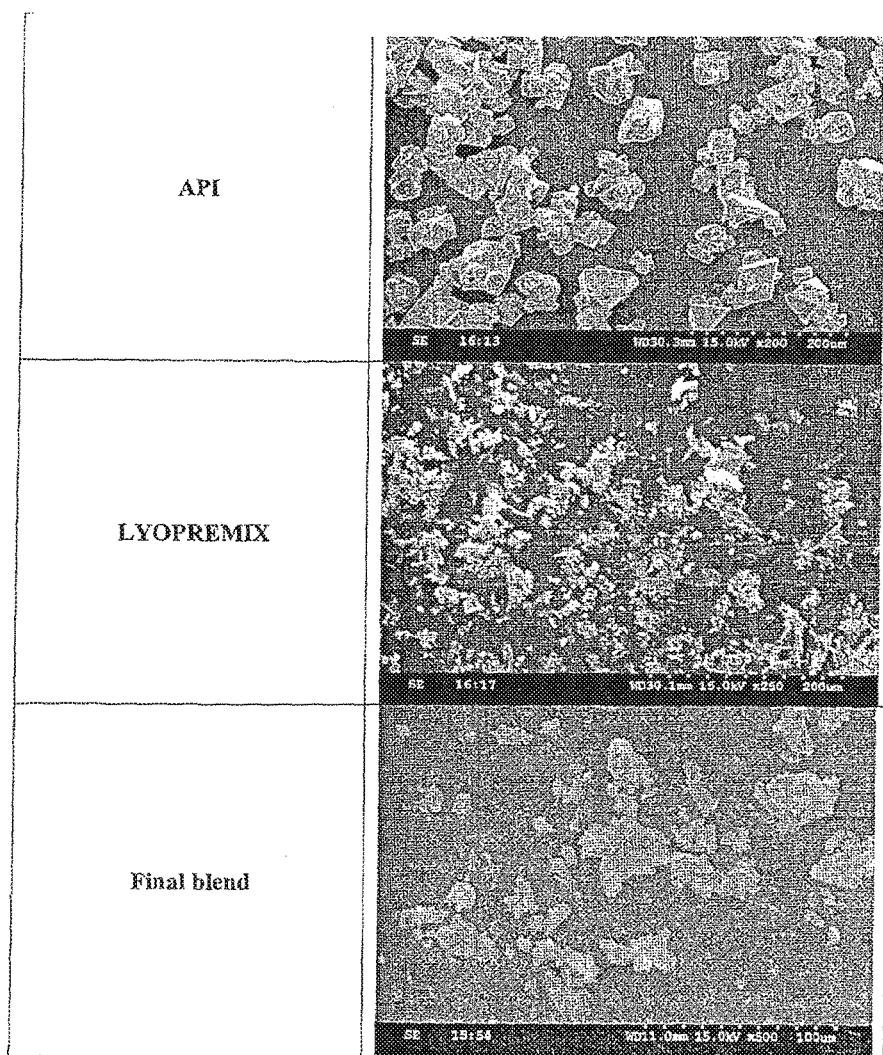 API
SE 16:13 WD30.3mm 15.0kV x200 200um
LYOPREMIX
SE 16:17 WD30.1mm 15.0kV x250 200um
Final blend
SE 15:54 WD11.0mm 15.0kV x500 100um